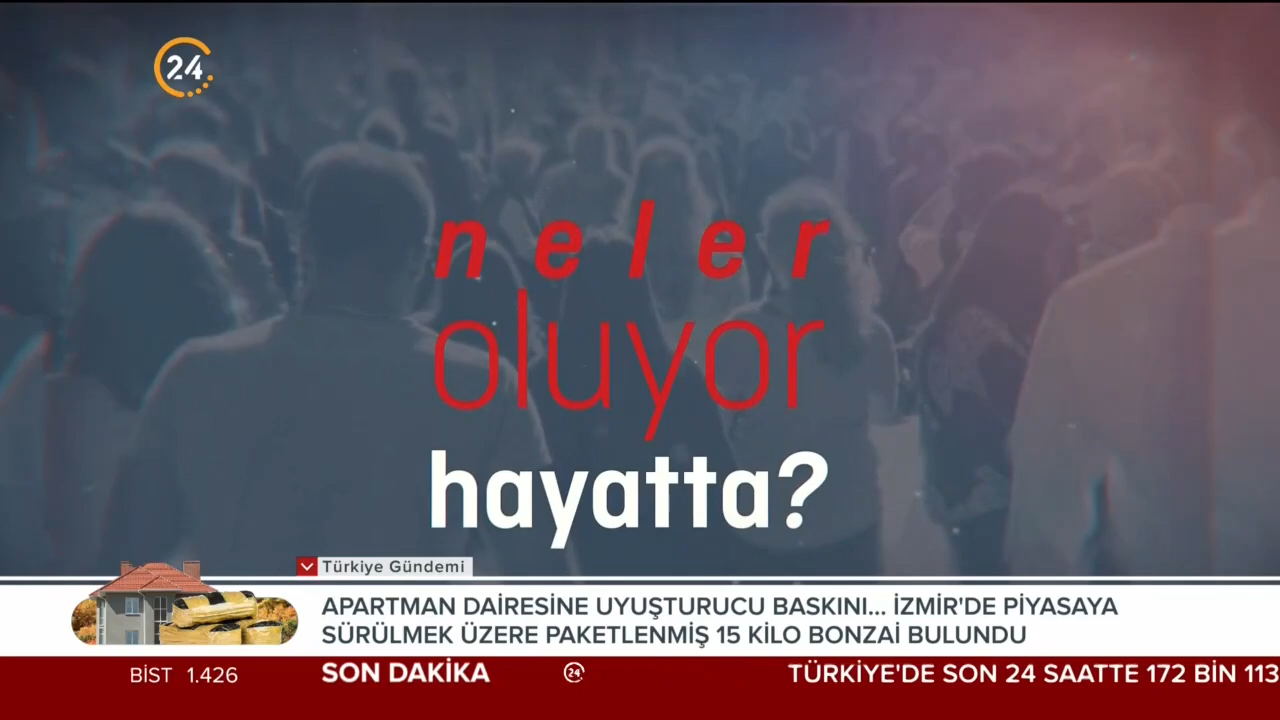 24
neler
oluyor
hayatta?
Türkiye Gündemi
APARTMAN DAİRESİNE UYUŞTURUCU BASKINI... İZMİR'DE PİYASAYA
SÜRÜLMEK ÜZERE PAKETLENMİŞ 15 KİLO BONZAİ BULUNDU
BİST 1.426 SON DAKİKA 24 TÜRKİYE'DE SON 24 SAATTE 172 BİN 113